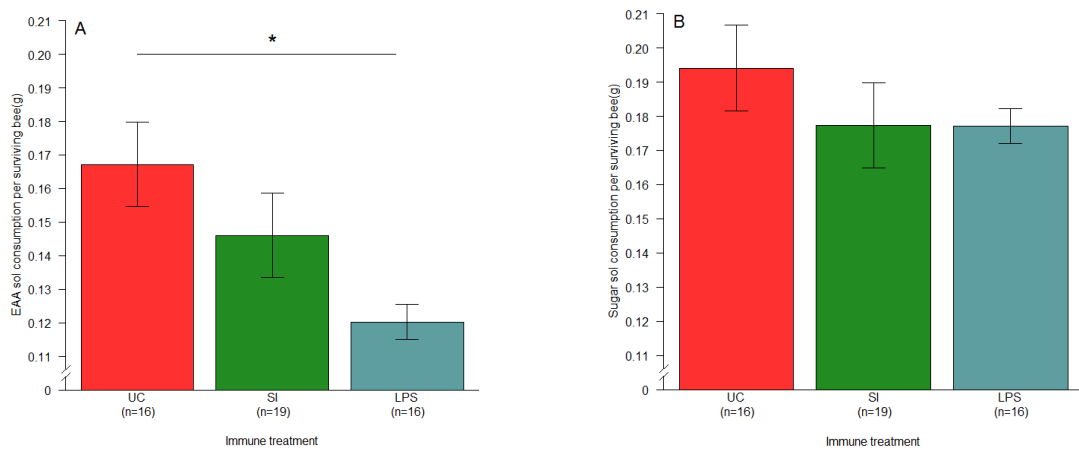 A
*
EAA sol consumption per surviving bee(g)
0.21
0.20
0.19
0.18
0.17
0.16
0.15
0.14
0.13
0.12
0.11
0
UC
(n=16)
SI
(n=19)
LPS
(n=16)
Immune treatment
B
Sugar sol consumption per surviving bee(g)
0.21
0.20
0.19
0.18
0.17
0.16
0.15
0.14
0.13
0.12
0.11
0
UC
(n=16)
SI
(n=19)
LPS
(n=16)
Immune treatment